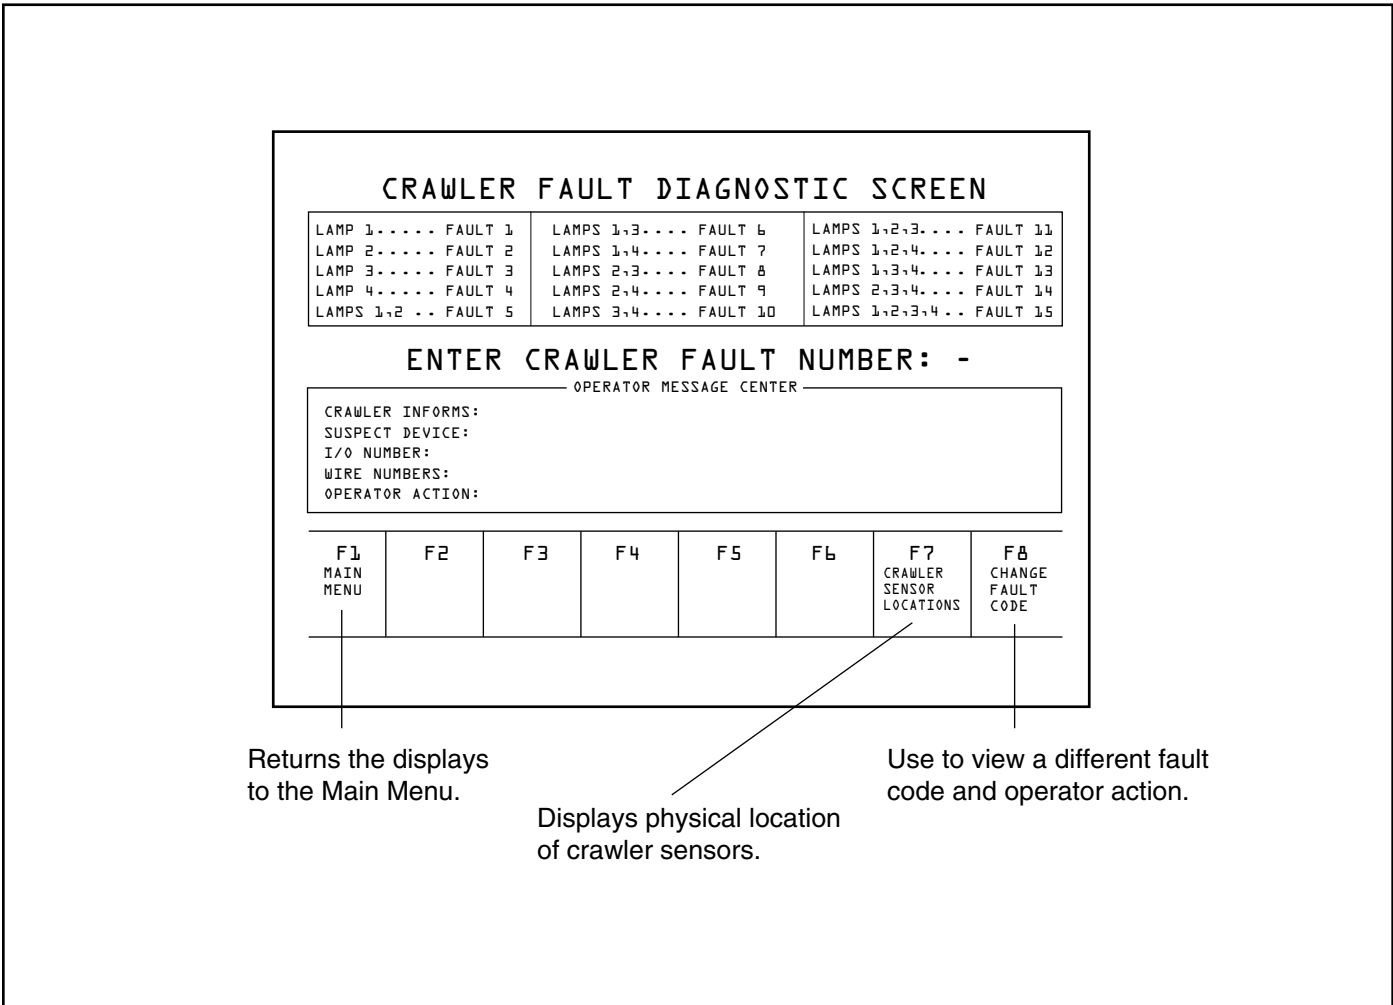 CRAWLER FAULT DIAGNOSTIC SCREEN
LAMP 1..... FAULT 1
LAMP 2..... FAULT 2
LAMP 3..... FAULT 3
LAMP 4..... FAULT 4
LAMPS 1,2 .. FAULT 5
LAMPS 1,3.... FAULT 6
LAMPS 1,4.... FAULT 7
LAMPS 2,3.... FAULT 8
LAMPS 2,4.... FAULT 9
LAMPS 3,4.... FAULT 10
LAMPS 1,2,3.... FAULT 11
LAMPS 1,2,4.... FAULT 12
LAMPS 1,3,4.... FAULT 13
LAMPS 2,3,4.... FAULT 14
LAMPS 1,2,3,4.. FAULT 15
ENTER CRAWLER FAULT NUMBER: -
OPERATOR MESSAGE CENTER
CRAWLER INFORMS:
SUSPECT DEVICE:
I/O NUMBER:
WIRE NUMBERS:
OPERATOR ACTION:
F1
MAIN
MENU
F2
F3
F4
F5
F6
F7
CRAWLER
SENSOR
LOCATIONS
F8
CHANGE
FAULT
CODE
Returns the displays
to the Main Menu.
Displays physical location
of crawler sensors.
Use to view a different fault
code and operator action.